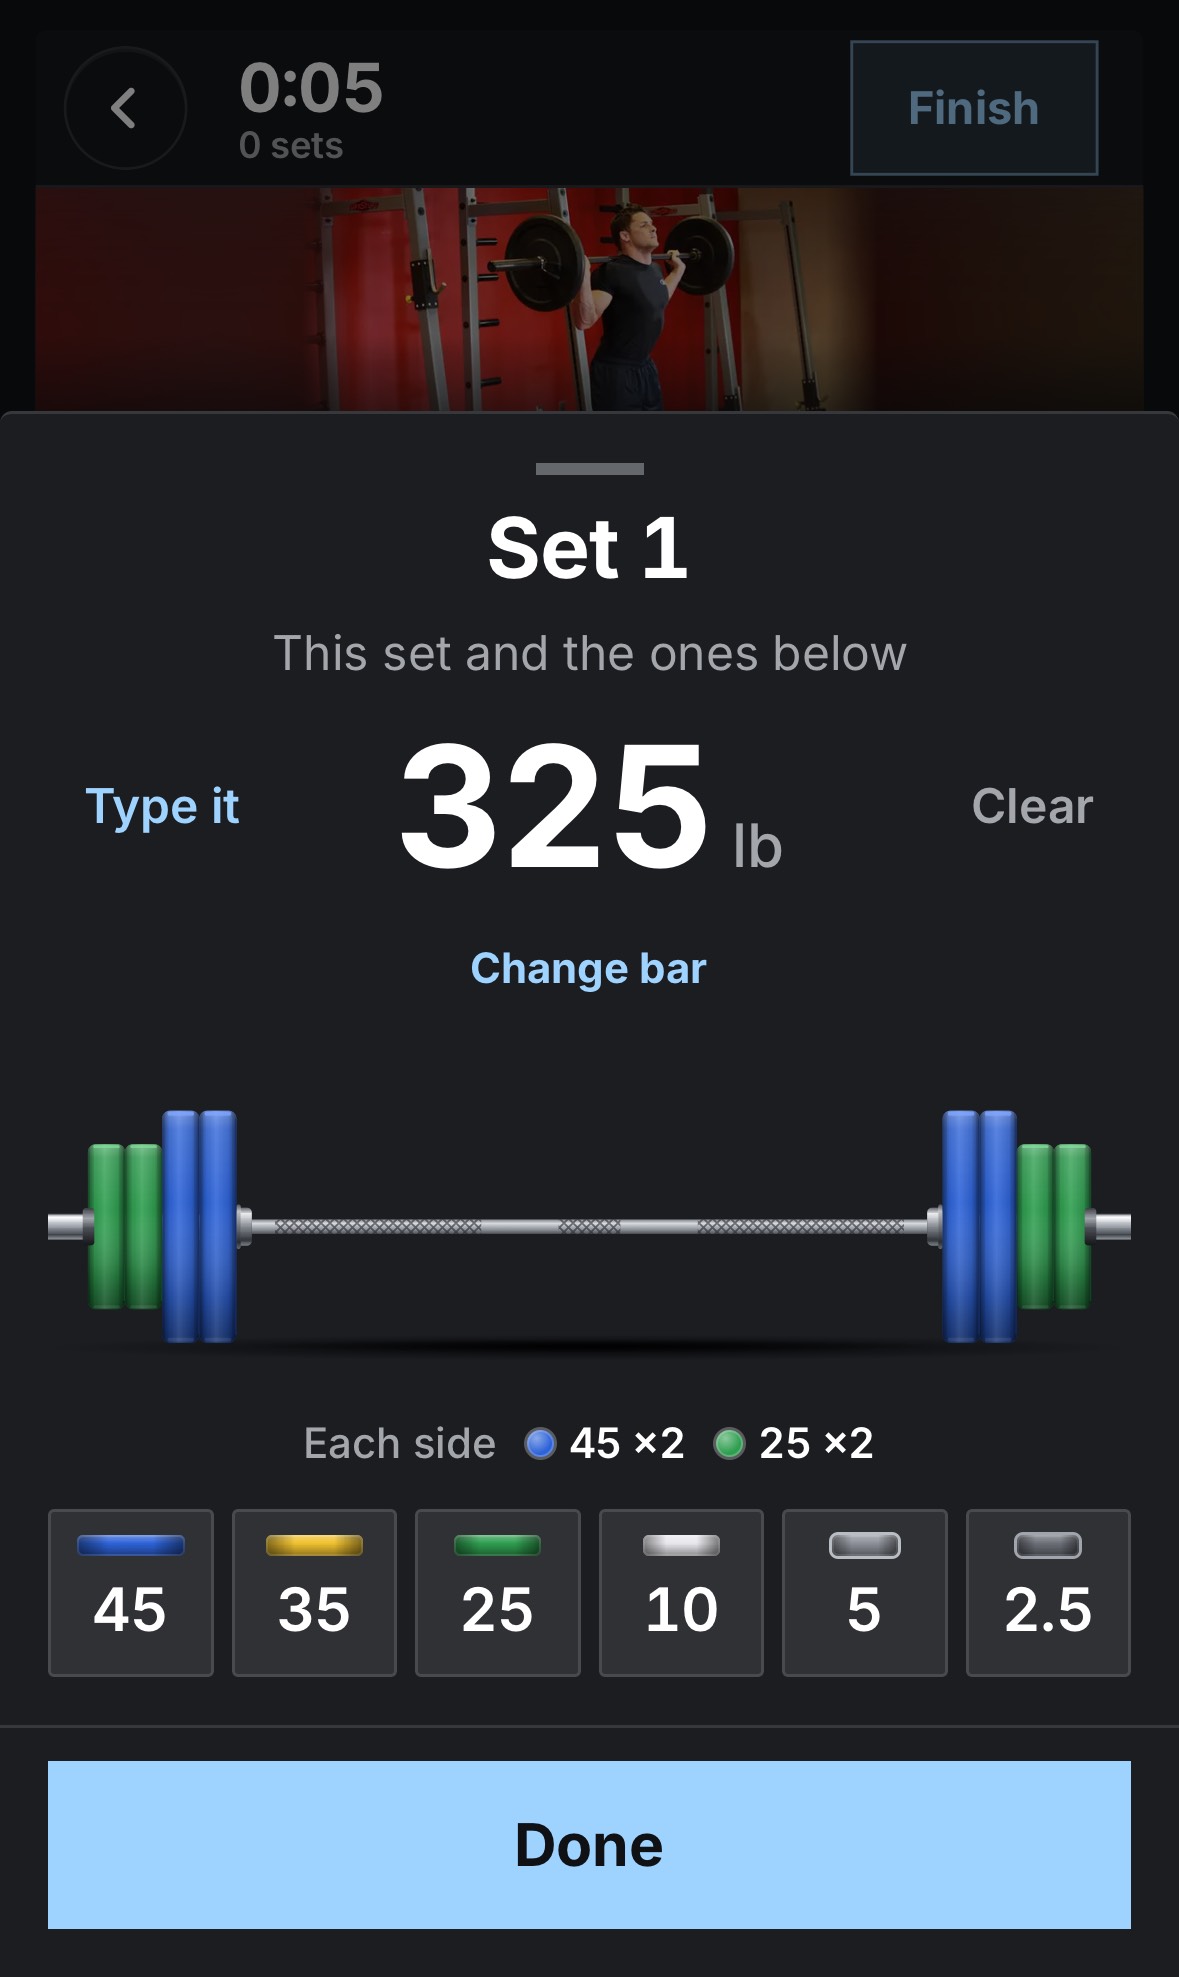 0:05
0 sets
Finish
Set 1
This set and the ones below
Type it
325 lb
Clear
Change bar
Each side 45 ×2 25 ×2
45 35 25 10 5 2.5
Done